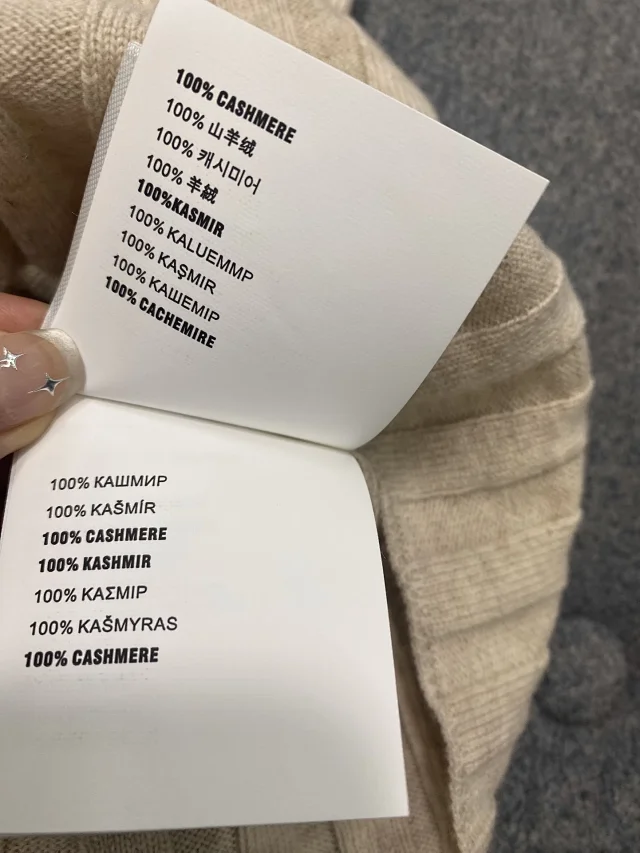 100% CASHMERE
100% 山羊绒
100% 캐시미어
100% 羊絨
100%KASMIR
100% KALUEMMP
100% KAŞMIR
100% КАШЕМІР
100% CACHEMIRE
100% КАШМИР
100% KAŠMÍR
100% CASHMERE
100% KASHMIR
100% ΚΑΣΜΙΡ
100% KAŠMYRAS
100% CASHMERE